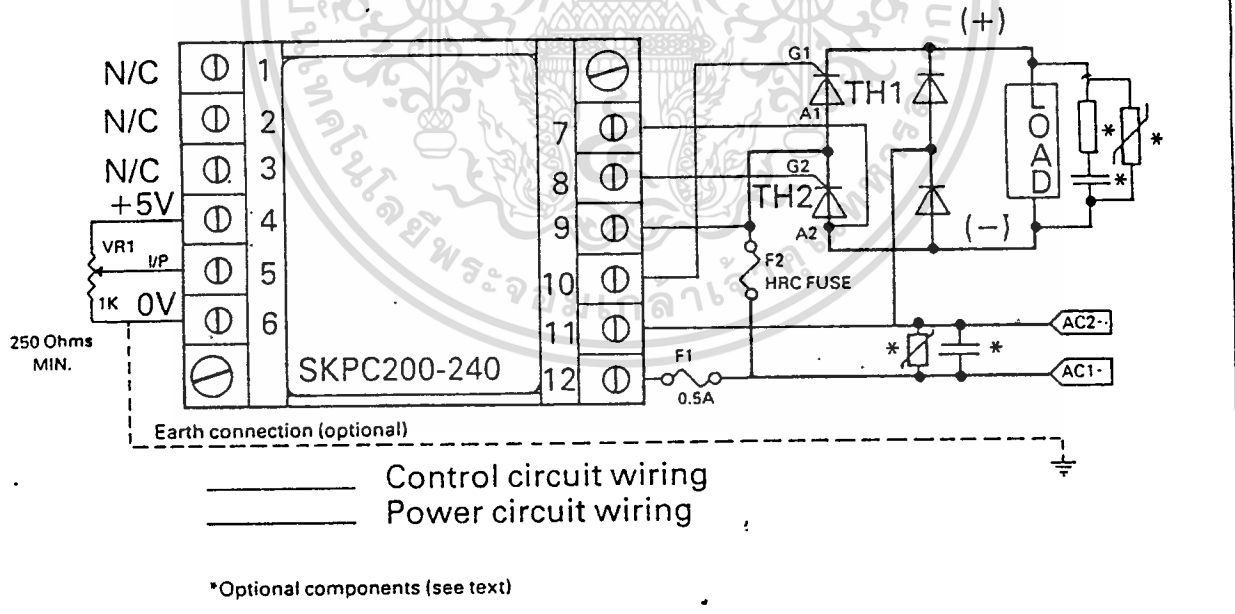 (+)
N/C 1
N/C 2
N/C 3
+5V 4
VR1 I/P 5
1K 0V 6
250 Ohms
MIN.
SKPC200-240
7
8
9
10
11
12
G1
TH1
A1
G2
TH2
A2
LOAD
*
*
*
(-)
F2
HRC FUSE
F1
0.5A
*
*
AC2-
AC1-
Earth connection (optional)
Control circuit wiring
Power circuit wiring
*Optional components (see text)